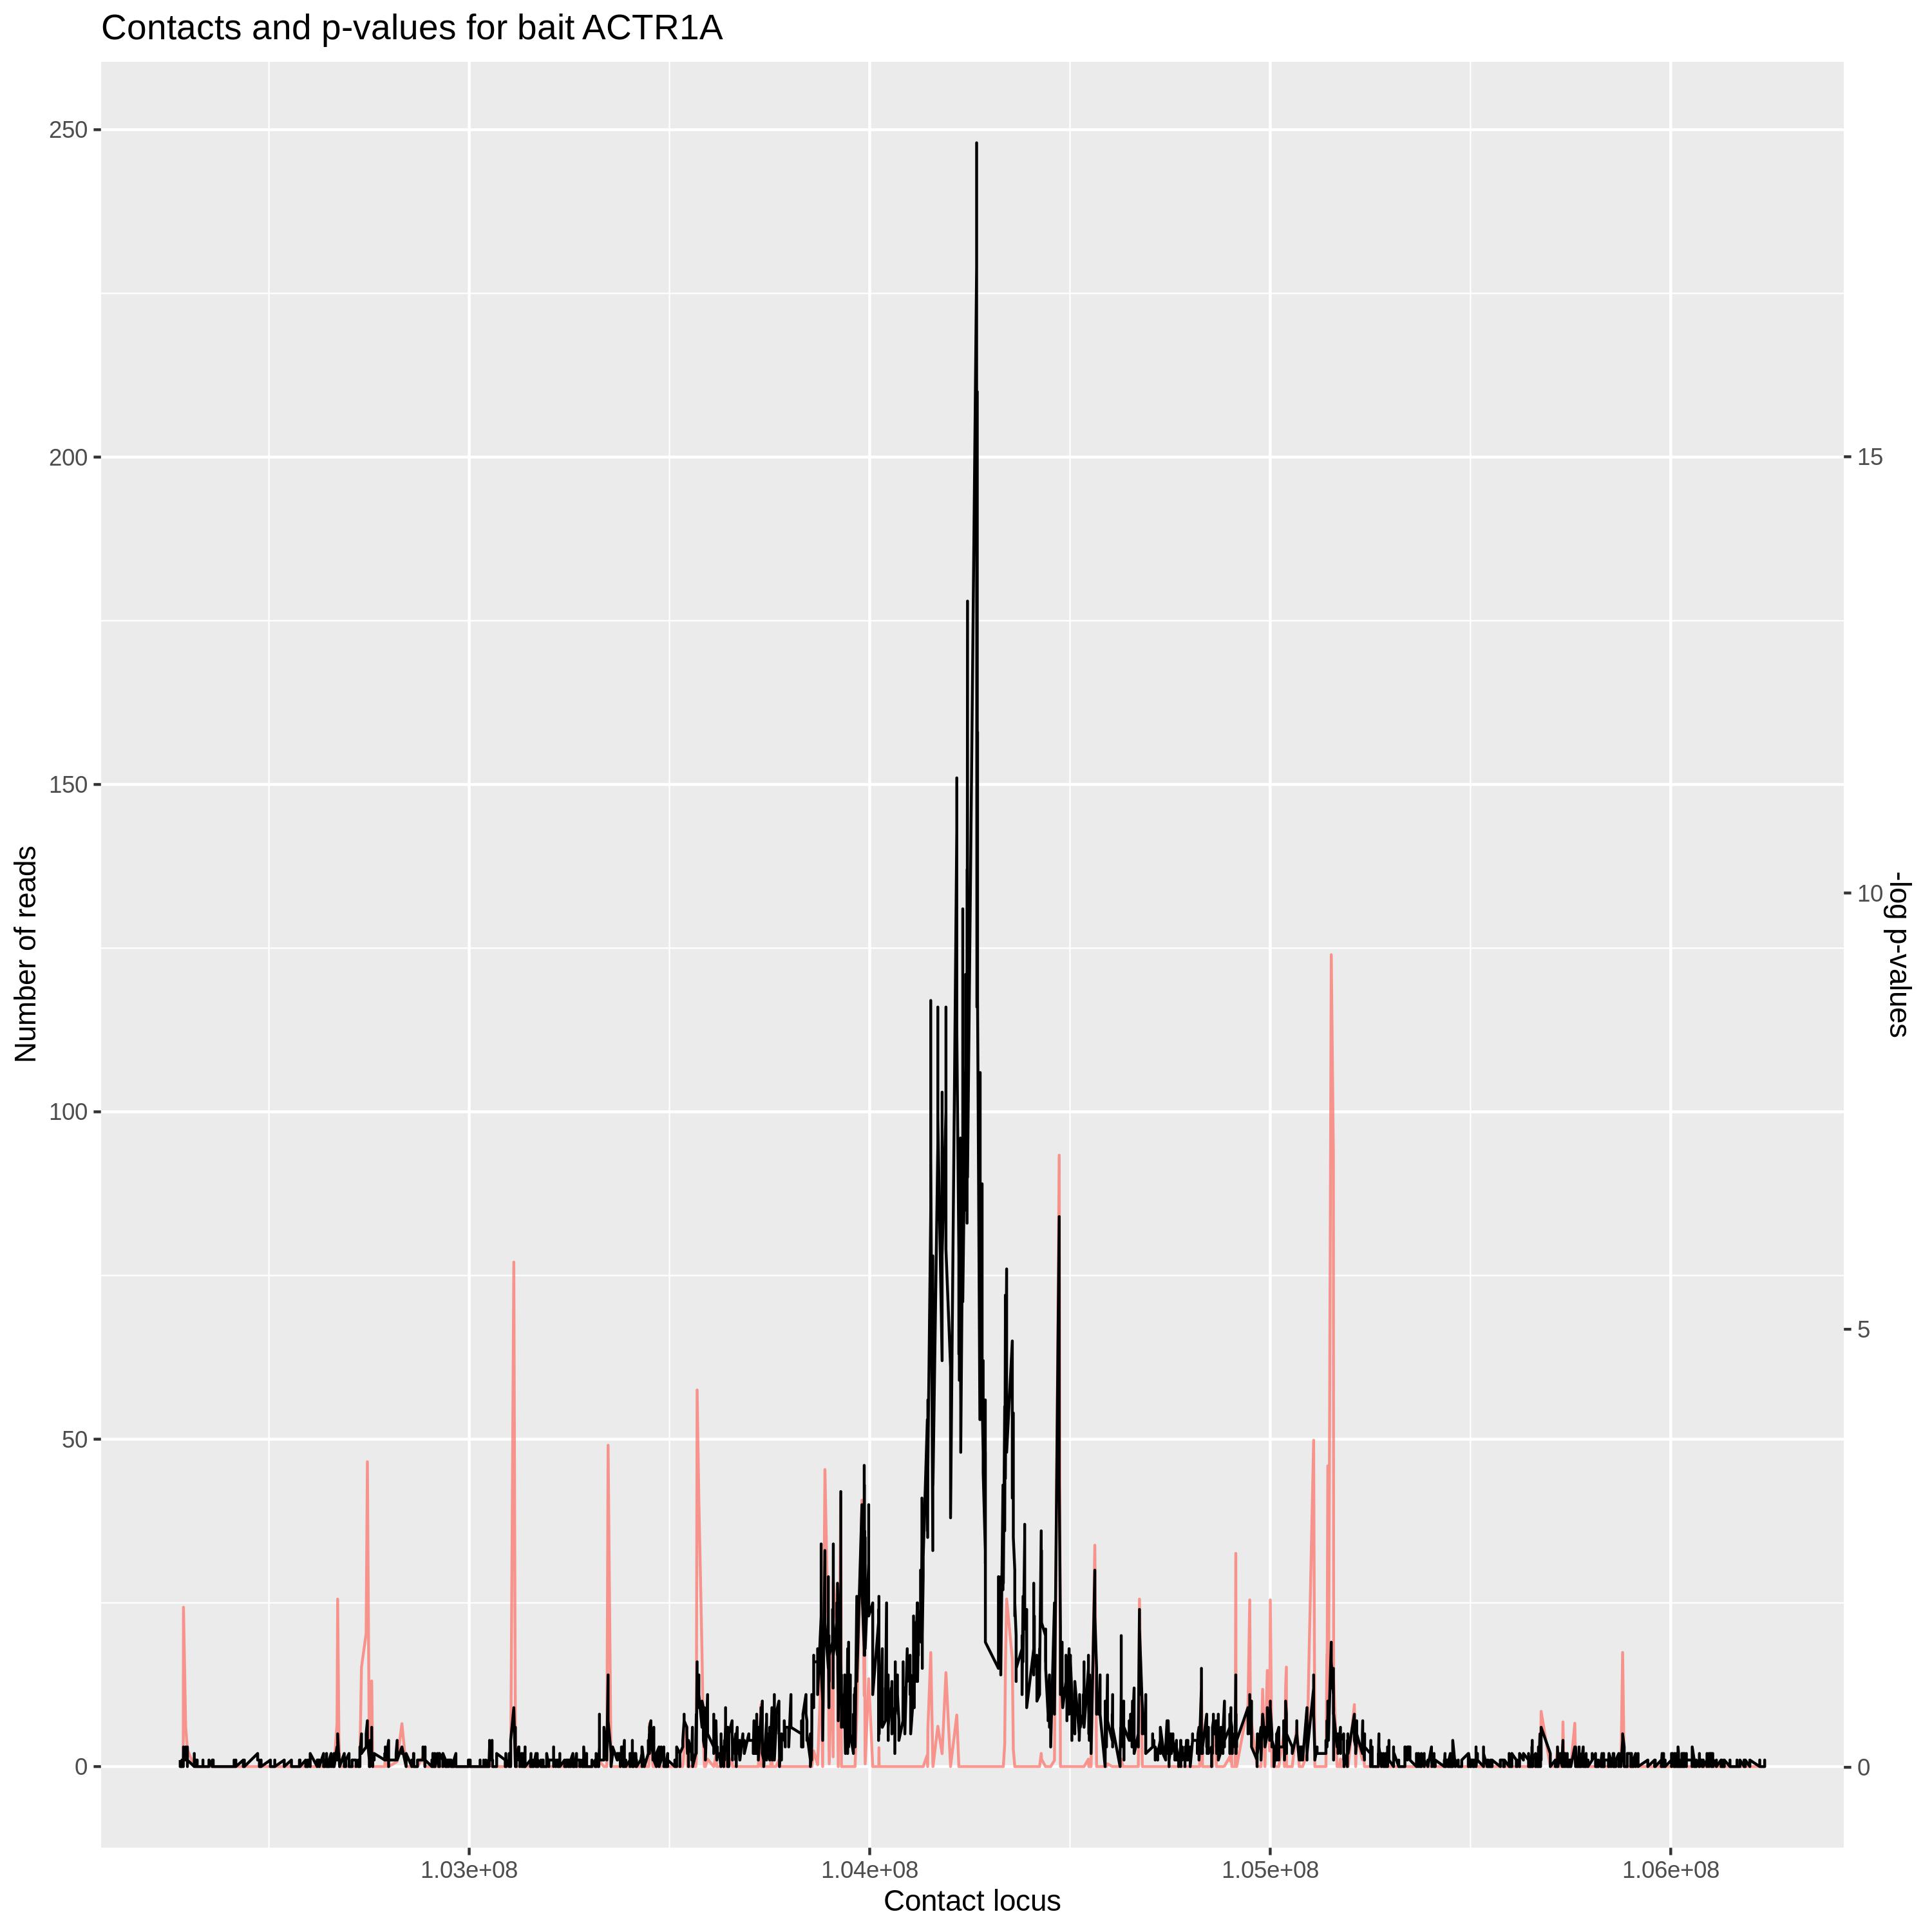 Contacts and p-values for bait ACTR1A
250
200
150
100
50
0
Number of reads
15
10
5
0
-log p-values
1.03e+08
1.04e+08
1.05e+08
1.06e+08
Contact locus